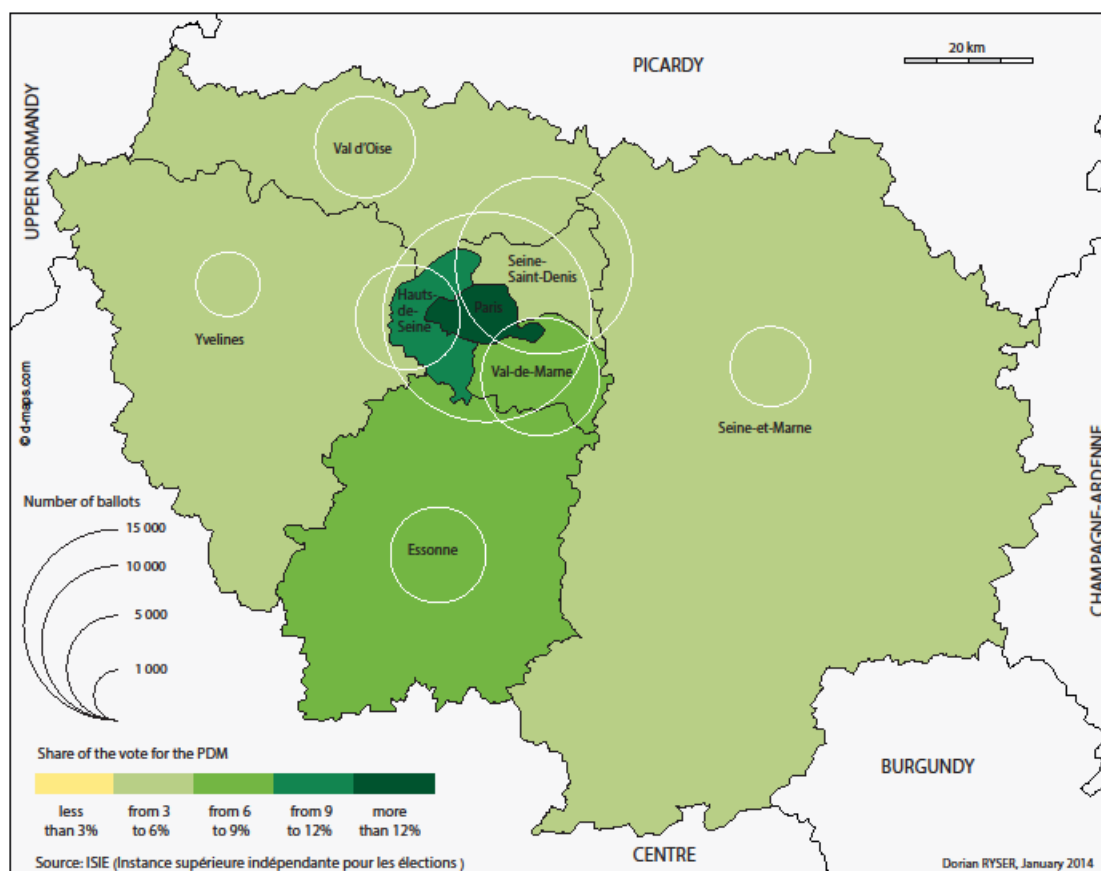 20 km
PICARDY
UPPER NORMANDY
Val d'Oise
Seine-
Saint-Denis
Hauts-
de-
Seine
Paris
Yvelines
Val-de-Marne
Seine-et-Marne
© d-maps.com
CHAMPAGNE-ARDENNE
Number of ballots
15 000
10 000
5 000
1 000
Essonne
Share of the vote for the PDM
less
than 3%
from 3
to 6%
from 6
to 9%
from 9
to 12%
more
than 12%
BURGUNDY
CENTRE
Source: ISIE (Instance supérieure indépendante pour les élections )
Dorian RYSER, January 2014